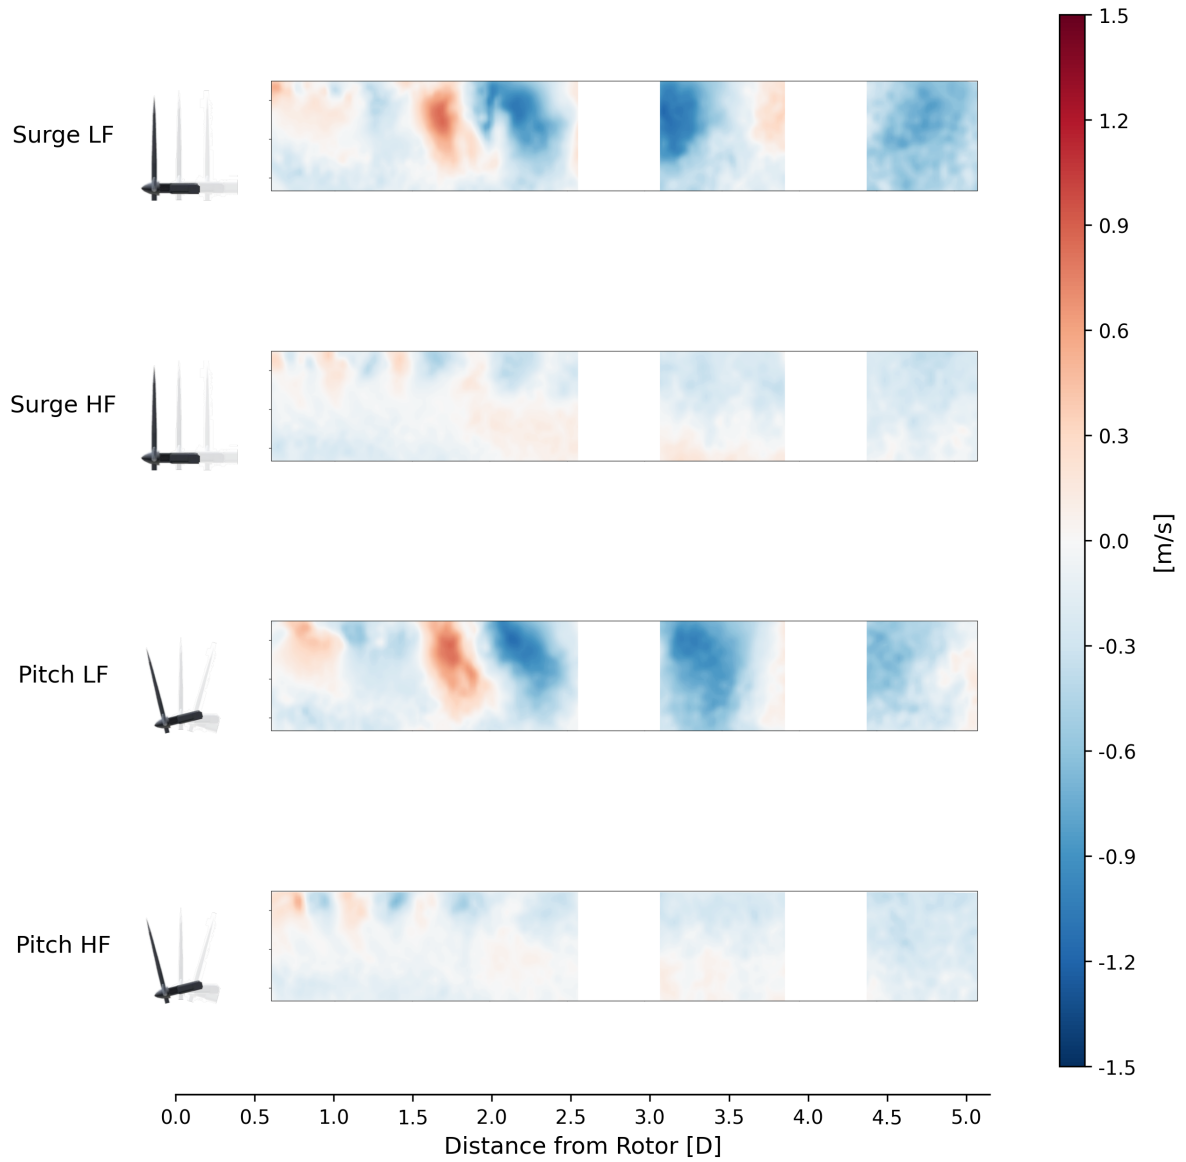 1.5
1.2
Surge LF
0.9
0.6
Surge HF
0.3
0.0
[m/s]
-0.3
Pitch LF
-0.6
-0.9
Pitch HF
-1.2
-1.5
0.0 0.5 1.0 1.5 2.0 2.5 3.0 3.5 4.0 4.5 5.0
Distance from Rotor [D]